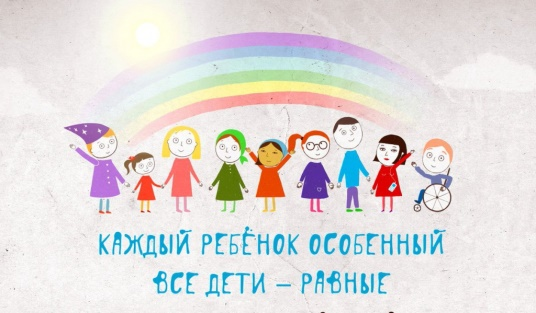 КАЖДЫЙ РЕБЁНОК ОСОБЕННЫЙ
ВСЕ ДЕТИ – РАВНЫЕ